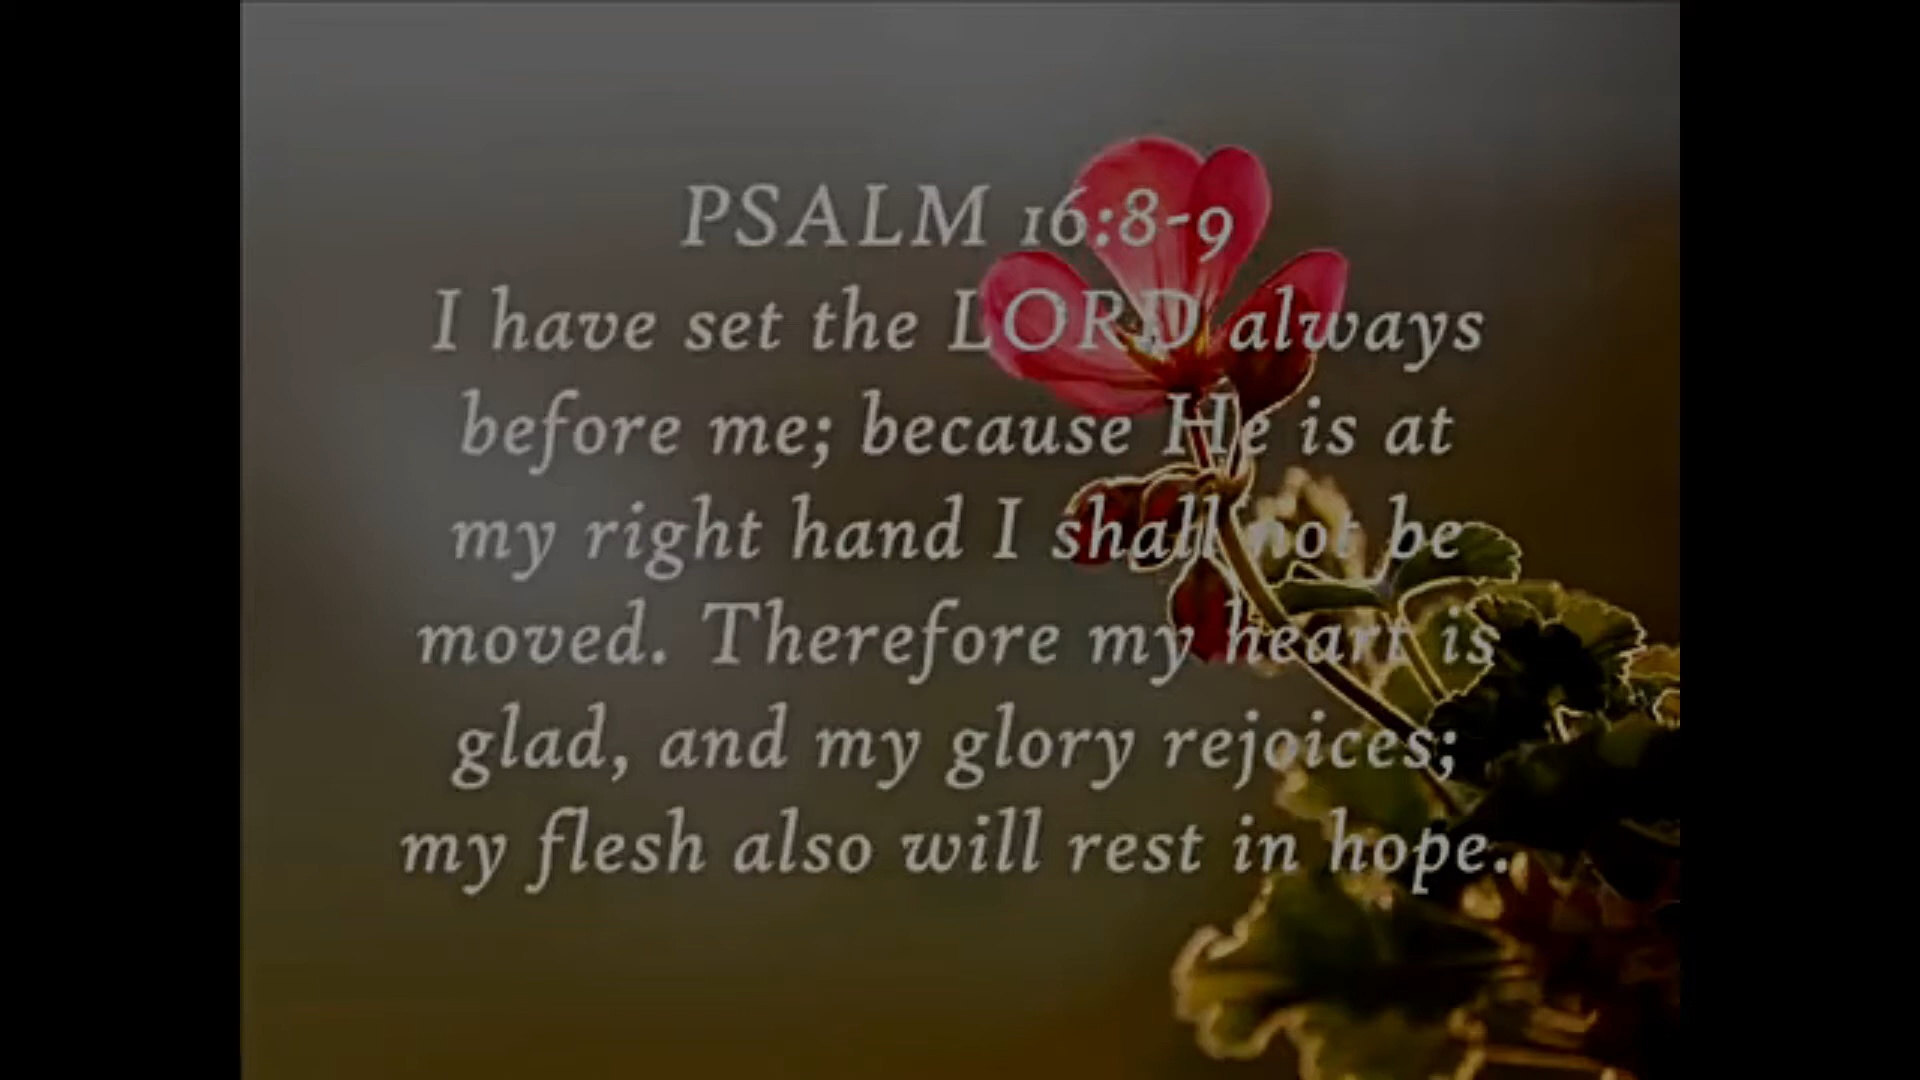 PSALM 16:8-9
I have set the LORD always
before me; because He is at
my right hand I shall not be
moved. Therefore my heart is
glad, and my glory rejoices;
my flesh also will rest in hope.